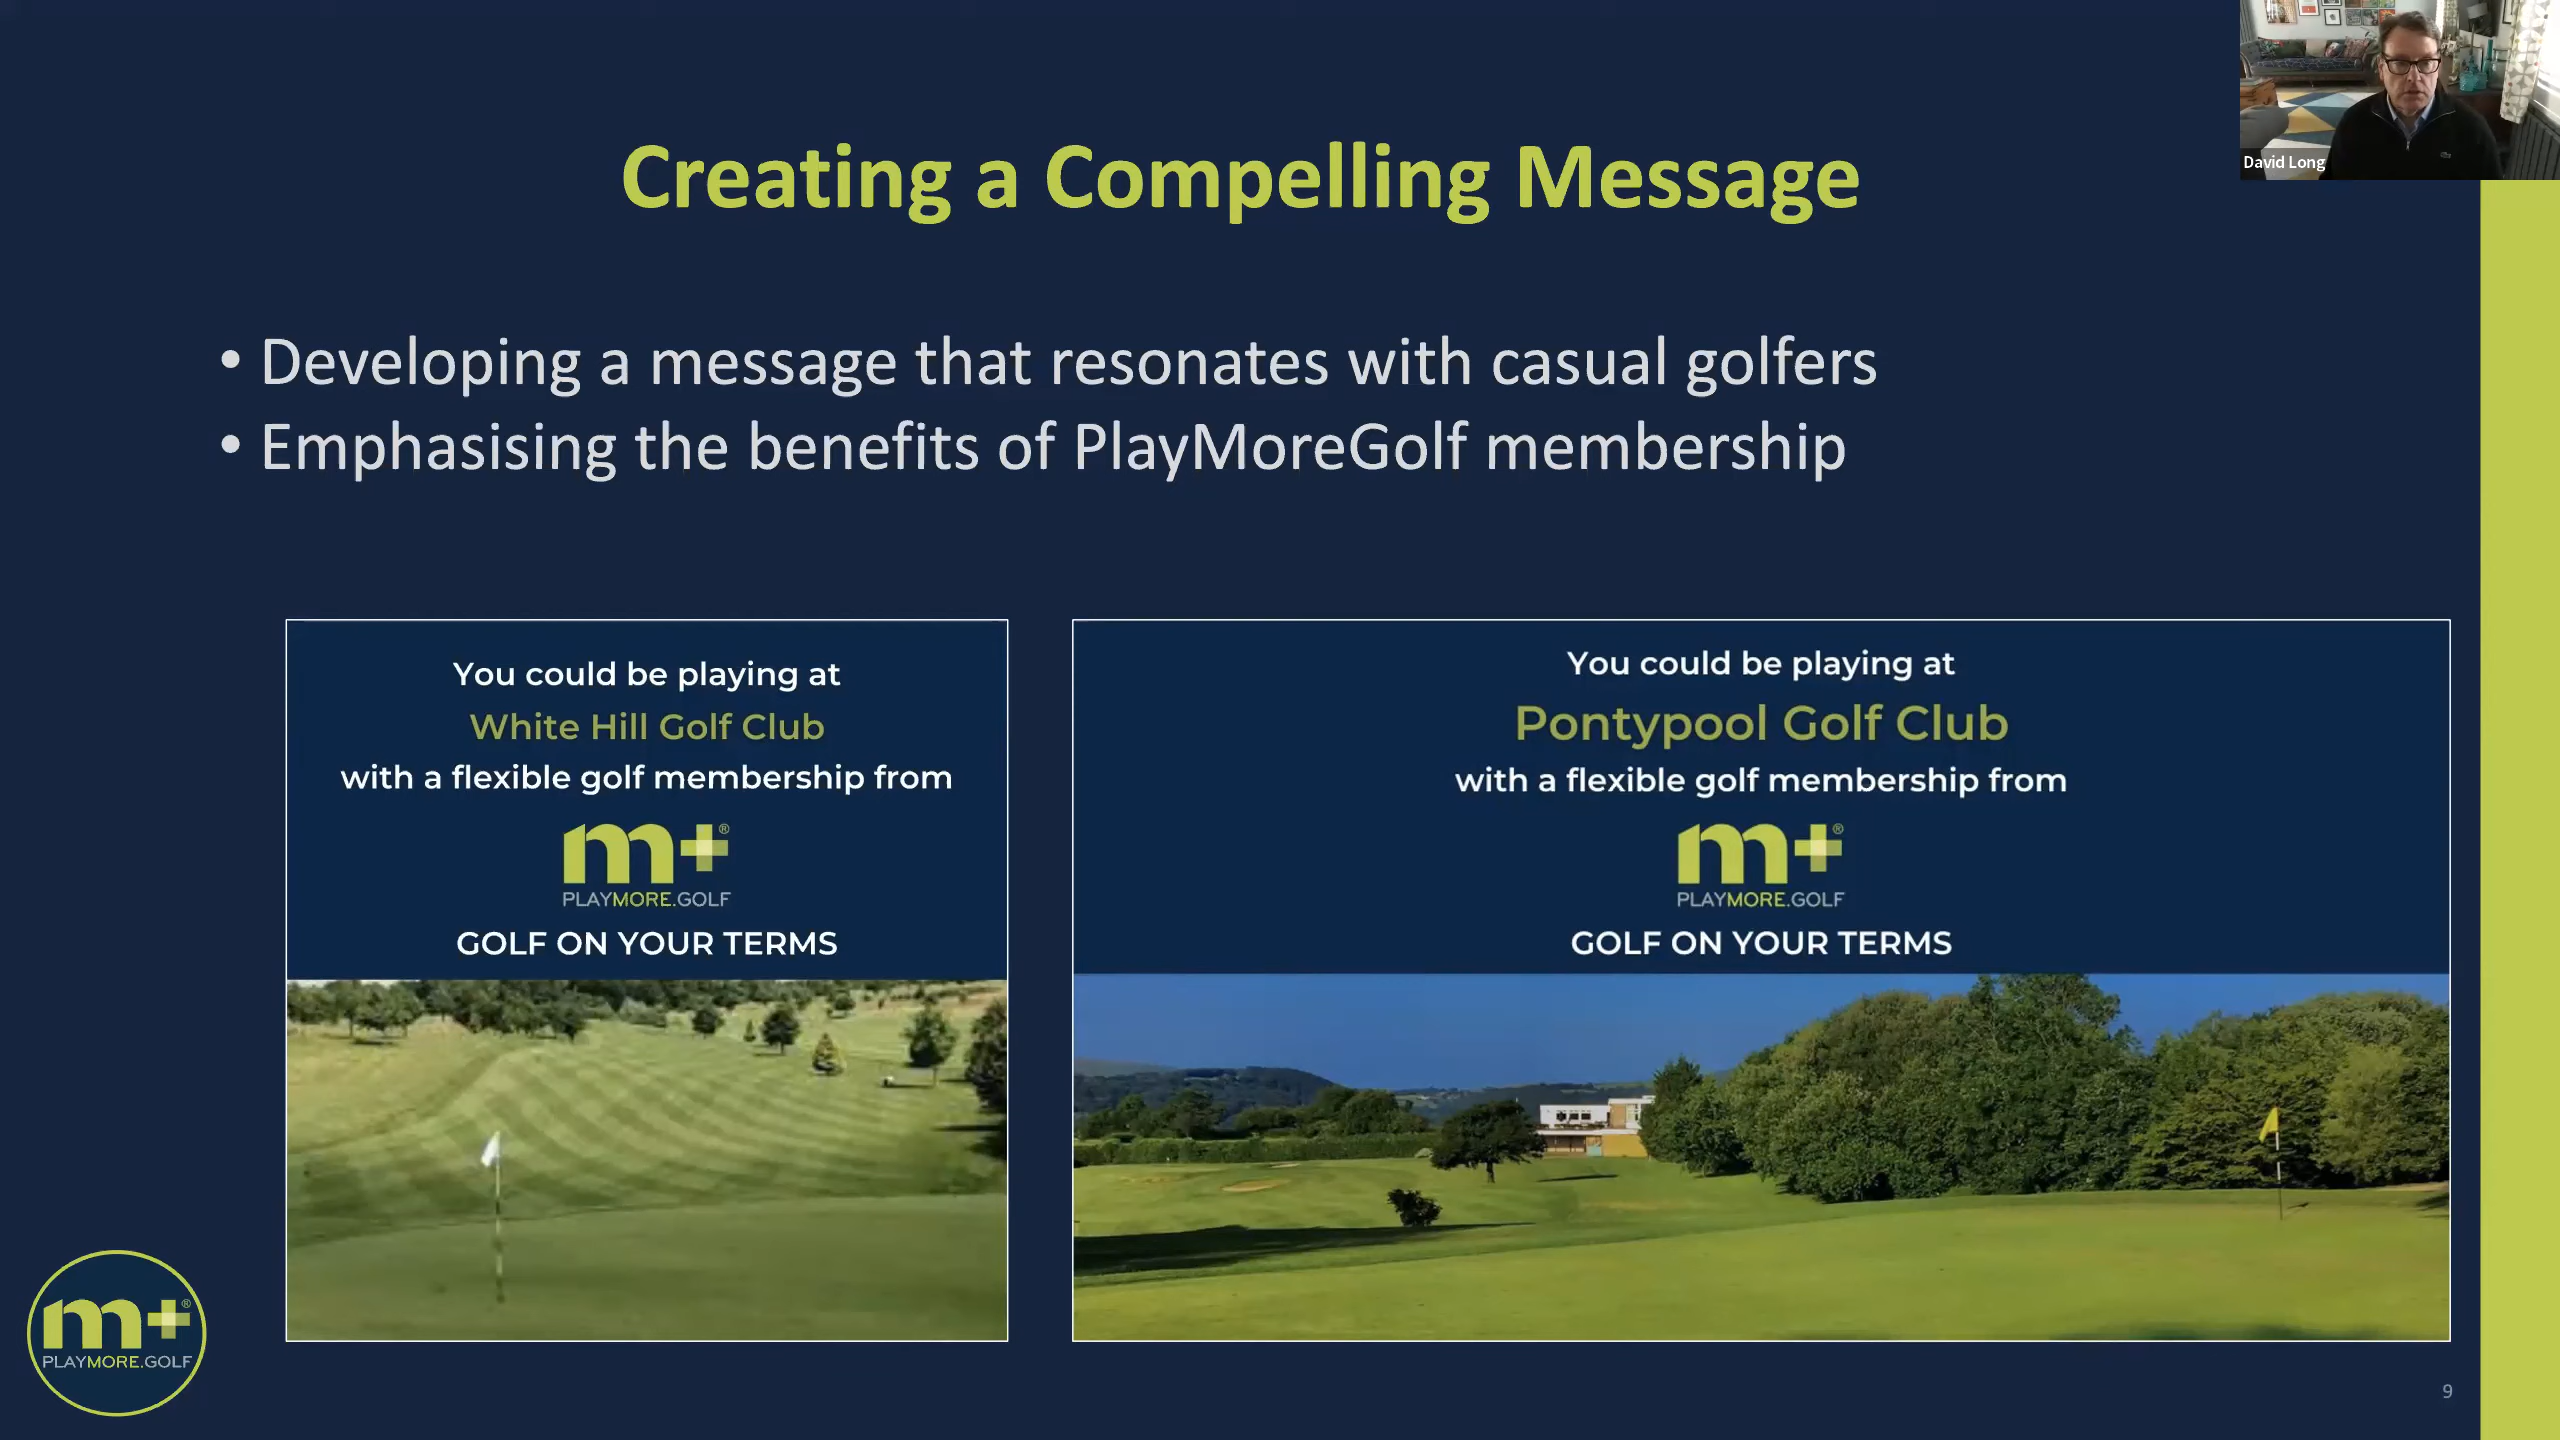 David Long
Creating a Compelling Message
• Developing a message that resonates with casual golfers
• Emphasising the benefits of PlayMoreGolf membership
You could be playing at
White Hill Golf Club
with a flexible golf membership from
m+®
PLAYMORE.GOLF
GOLF ON YOUR TERMS
You could be playing at
Pontypool Golf Club
with a flexible golf membership from
m+®
PLAYMORE.GOLF
GOLF ON YOUR TERMS
m+®
PLAYMORE.GOLF
9